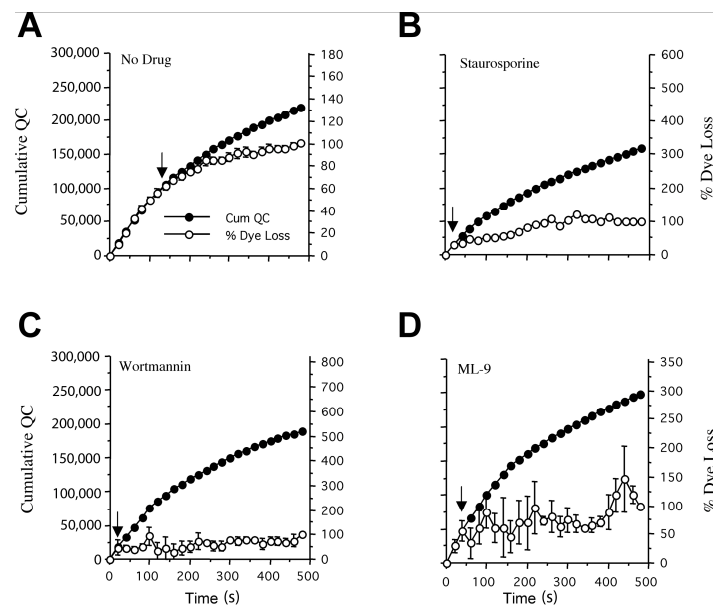 A
No Drug
300,000
250,000
200,000
150,000
100,000
50,000
0
Cumulative QC
180
160
140
120
100
80
60
40
20
0
Cum QC
% Dye Loss
B
Staurosporine
600
500
400
300
200
100
0
% Dye Loss
C
Wortmannin
300,000
250,000
200,000
150,000
100,000
50,000
0
Cumulative QC
800
700
600
500
400
300
200
100
0
0 100 200 300 400 500
Time (s)
D
ML-9
350
300
250
200
150
100
50
0
% Dye Loss
0 100 200 300 400 500
Time (s)